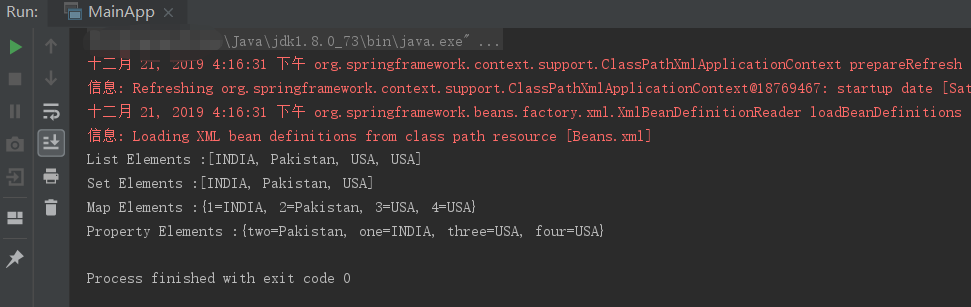 Run: MainApp ×
\Java\jdk1.8.0_73\bin\java.exe" ...
十二月 21, 2019 4:16:31 下午 org.springframework.context.support.ClassPathXmlApplicationContext prepareRefresh
信息: Refreshing org.springframework.context.support.ClassPathXmlApplicationContext@18769467: startup date [Sat
十二月 21, 2019 4:16:31 下午 org.springframework.beans.factory.xml.XmlBeanDefinitionReader loadBeanDefinitions
信息: Loading XML bean definitions from class path resource [Beans.xml]
List Elements :[INDIA, Pakistan, USA, USA]
Set Elements :[INDIA, Pakistan, USA]
Map Elements :{1=INDIA, 2=Pakistan, 3=USA, 4=USA}
Property Elements :{two=Pakistan, one=INDIA, three=USA, four=USA}
Process finished with exit code 0